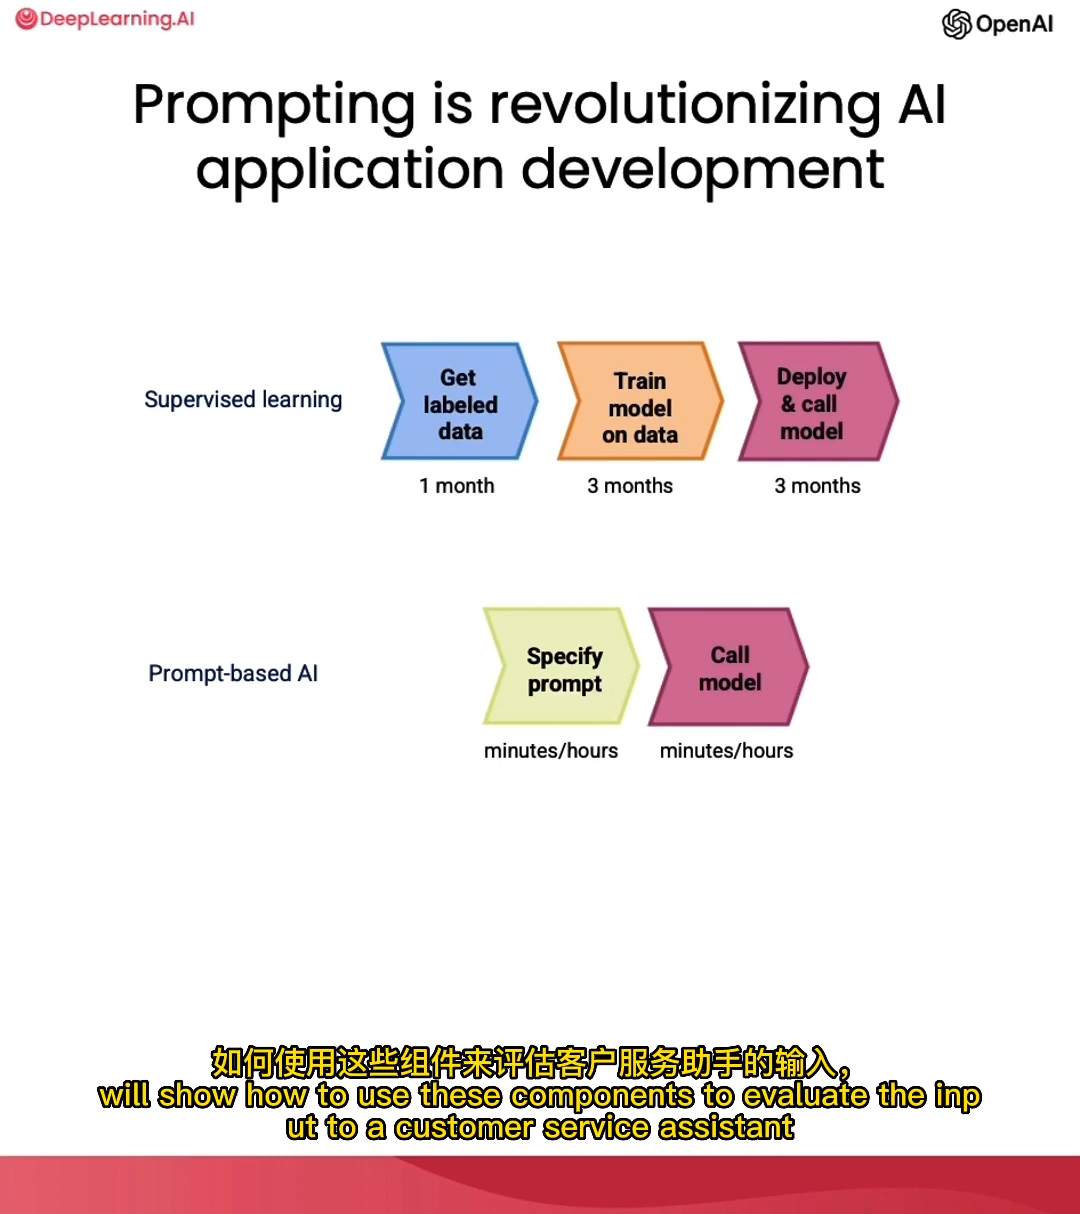 DeepLearning.AI
OpenAI
Prompting is revolutionizing AI
application development
Supervised learning
Get
labeled
data
Train
model
on data
Deploy
& call
model
1 month
3 months
3 months
Prompt-based AI
Specify
prompt
Call
model
minutes/hours
minutes/hours
如何使用这些组件来评估客户服务助手的输入，
will show how to use these components to evaluate the inp
ut to a customer service assistant